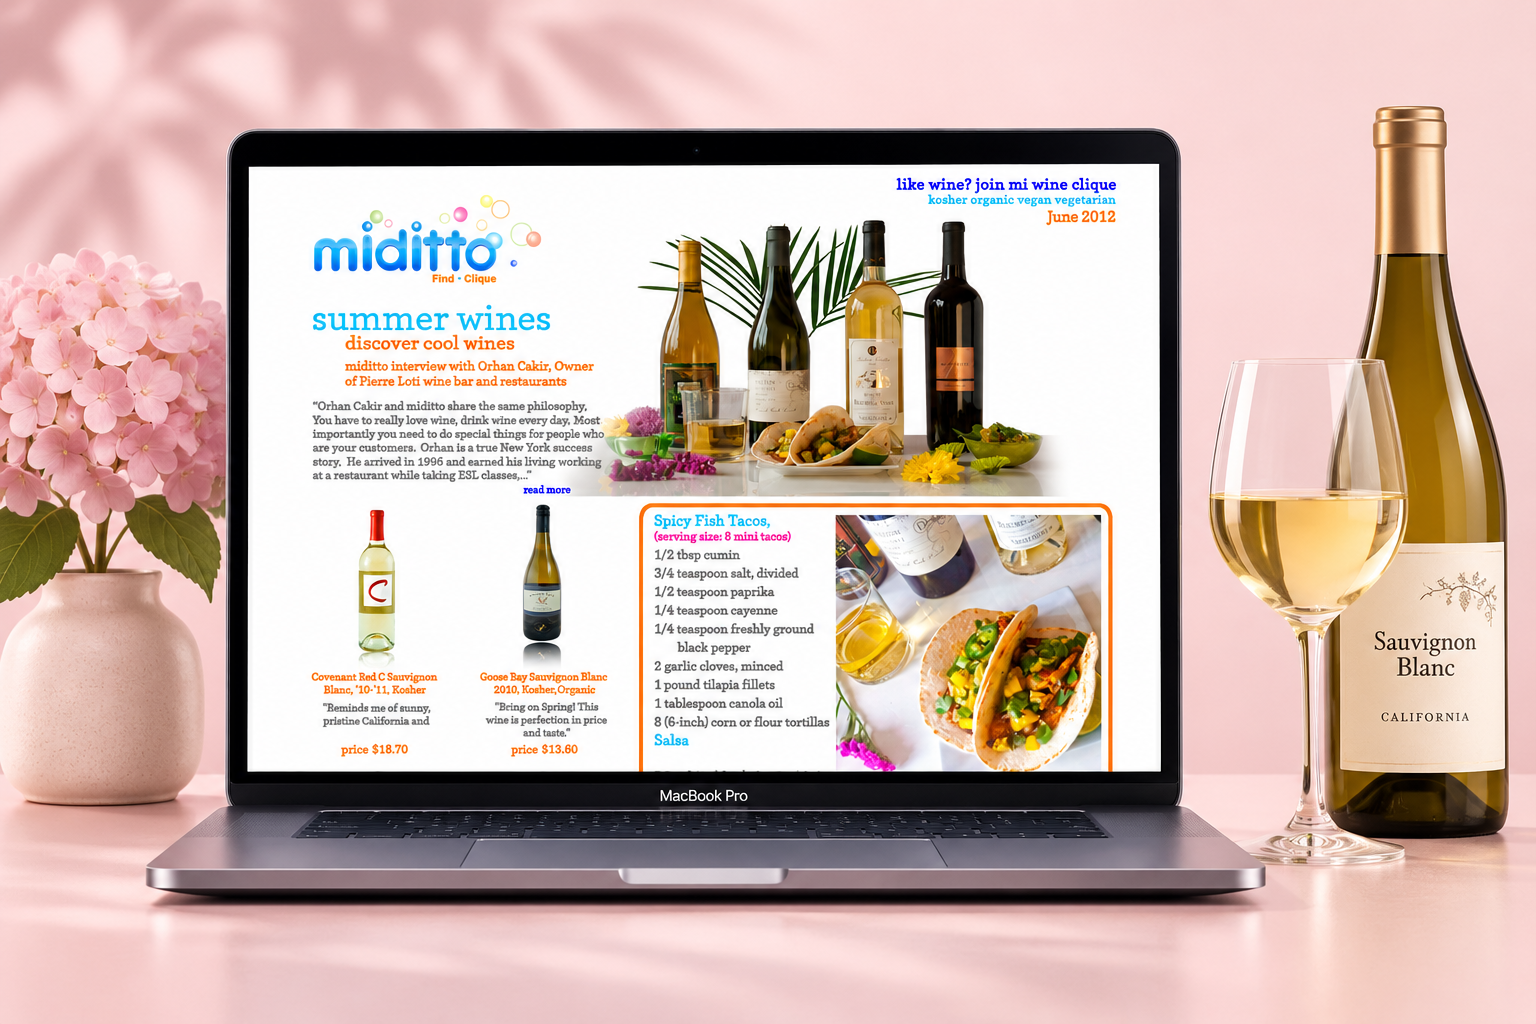 like wine? join mi wine clique
kosher organic vegan vegetarian
June 2012
miditto
Find • Clique
summer wines
discover cool wines
miditto interview with Orhan Cakir, Owner
of Pierre Loti wine bar and restaurants
"Orhan Cakir and miditto share the same philosophy,
You have to really love wine, drink wine every day, Most
importantly you need to do special things for people who
are your customers. Orhan is a true New York success
story. He arrived in 1996 and earned his living working
at a restaurant while taking ESL classes,..."
read more
C
Covenant Red C Sauvignon
Blanc, '10-'11, Kosher
"Reminds me of sunny,
pristine California and
price $18.70
Goose Bay Sauvignon Blanc
2010, Kosher, Organic
"Bring on Spring! This
wine is perfection in price
and taste."
price $13.60
Spicy Fish Tacos,
(serving size: 8 mini tacos)
1/2 tbsp cumin
3/4 teaspoon salt, divided
1/2 teaspoon paprika
1/4 teaspoon cayenne
1/4 teaspoon freshly ground
black pepper
2 garlic cloves, minced
1 pound tilapia fillets
1 tablespoon canola oil
8 (6-inch) corn or flour tortillas
Salsa
MacBook Pro
Sauvignon
Blanc
CALIFORNIA